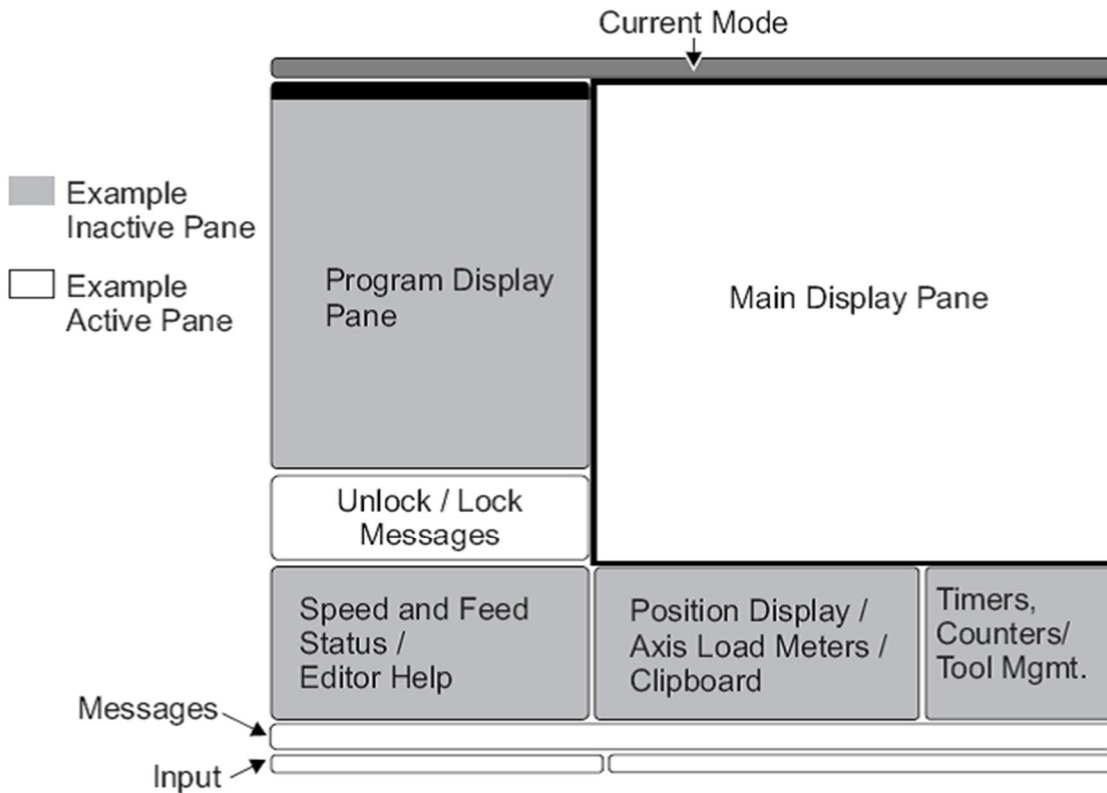 Current Mode
Example
Inactive Pane
Example
Active Pane
Program Display
Pane
Main Display Pane
Unlock / Lock
Messages
Speed and Feed
Status /
Editor Help
Position Display /
Axis Load Meters /
Clipboard
Timers,
Counters/
Tool Mgmt.
Messages
Input